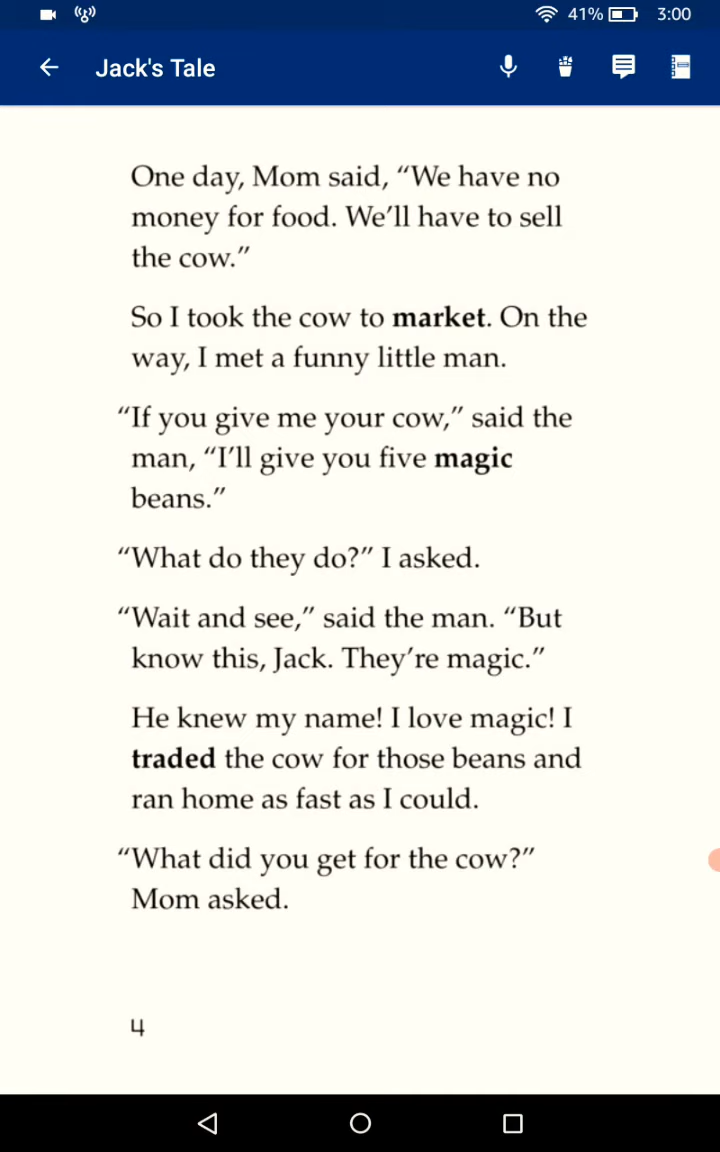 41% 3:00
Jack's Tale
One day, Mom said, “We have no
money for food. We’ll have to sell
the cow.”
So I took the cow to market. On the
way, I met a funny little man.
“If you give me your cow,” said the
man, “I’ll give you five magic
beans.”
“What do they do?” I asked.
“Wait and see,” said the man. “But
know this, Jack. They’re magic.”
He knew my name! I love magic! I
traded the cow for those beans and
ran home as fast as I could.
“What did you get for the cow?”
Mom asked.
4